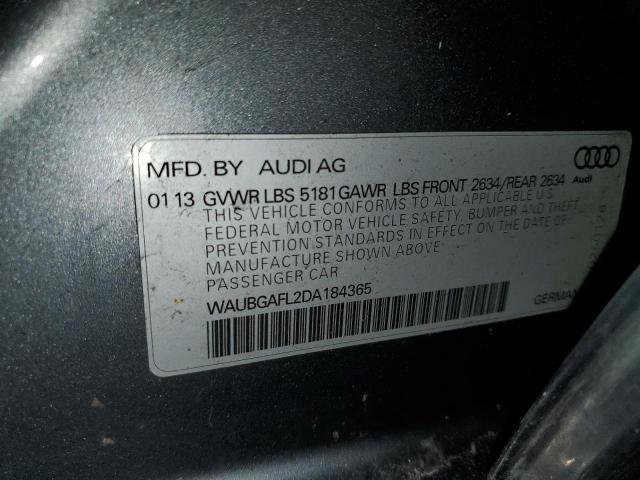 MFD. BY AUDI AG
Audi
01 13 GVWR LBS 5181 GAWR LBS FRONT 2634/REAR 2634
THIS VEHICLE CONFORMS TO ALL APPLICABLE U.S.
FEDERAL MOTOR VEHICLE SAFETY, BUMPER AND THEFT
PREVENTION STANDARDS IN EFFECT ON THE DATE OF
MANUFACTURE SHOWN ABOVE
PASSENGER CAR
WAUBGAFL2DA184365